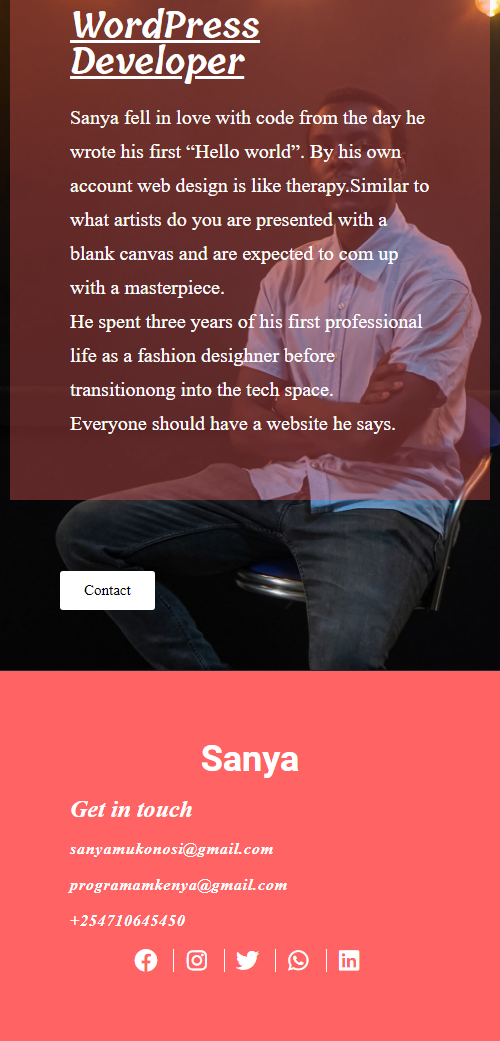 WordPress
Developer
Sanya fell in love with code from the day he
wrote his first “Hello world”. By his own
account web design is like therapy.Similar to
what artists do you are presented with a
blank canvas and are expected to com up
with a masterpiece.
He spent three years of his first professional
life as a fashion desighner before
transitionong into the tech space.
Everyone should have a website he says.
Contact
Sanya
Get in touch
sanyamukonosi@gmail.com
programamkenya@gmail.com
+254710645450